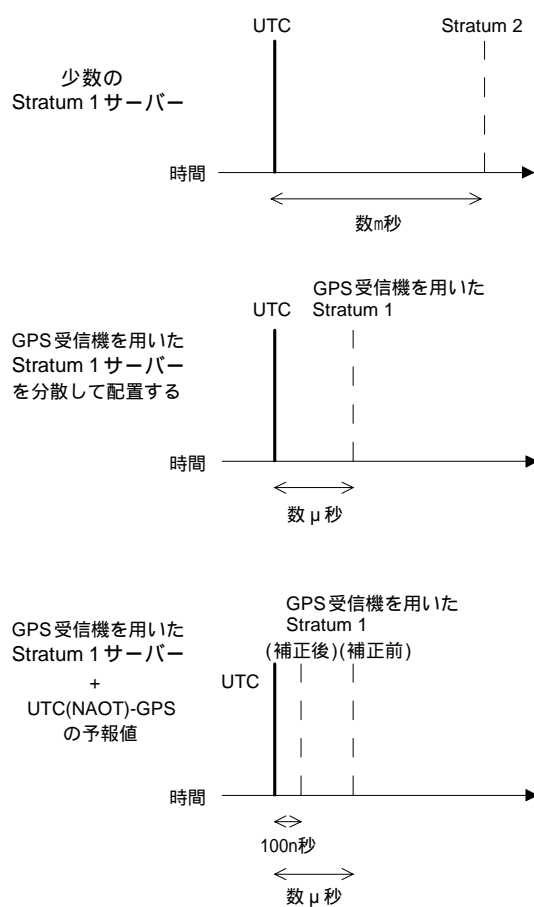 UTC
Stratum 2
少数の
Stratum 1 サーバー
時間
数m秒
GPS受信機を用いた
Stratum 1
UTC
GPS受信機を用いた
Stratum 1 サーバー
を分散して配置する
時間
数μ秒
GPS受信機を用いた
Stratum 1
(補正後)(補正前)
GPS受信機を用いた
Stratum 1 サーバー
+
UTC(NAOT)-GPS
の予報値
UTC
時間
100n秒
数μ秒